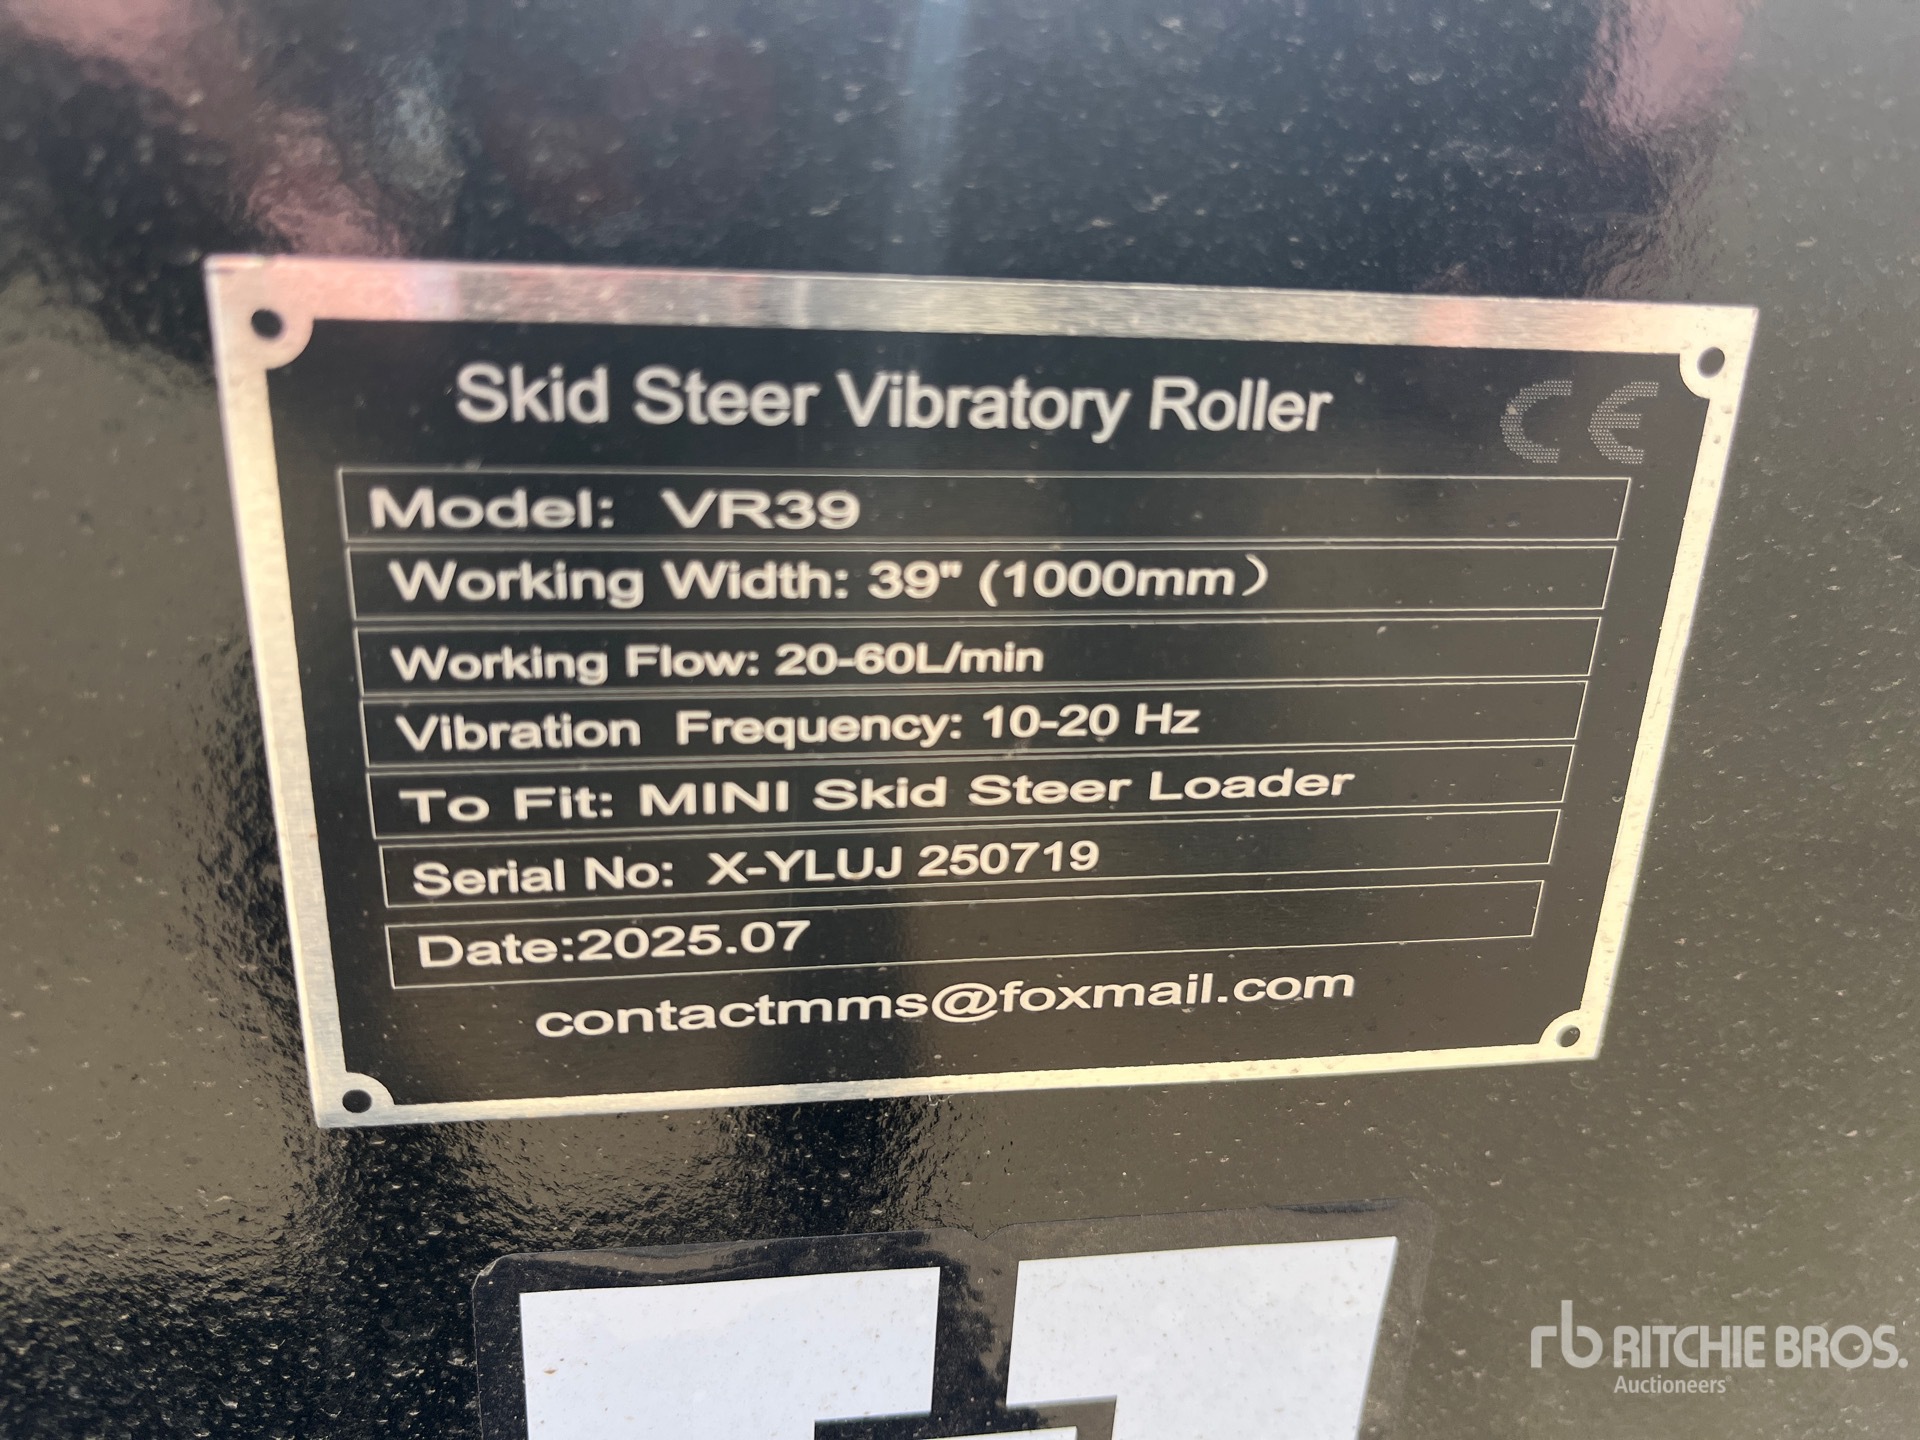 Skid Steer Vibratory Roller CE
Model: VR39
Working Width: 39" (1000mm）
Working Flow: 20-60L/min
Vibration Frequency: 10-20 Hz
To Fit: MINI Skid Steer Loader
Serial No: X-YLUJ 250719
Date:2025.07
contactmms@foxmail.com
rb RITCHIE BROS.
Auctioneers